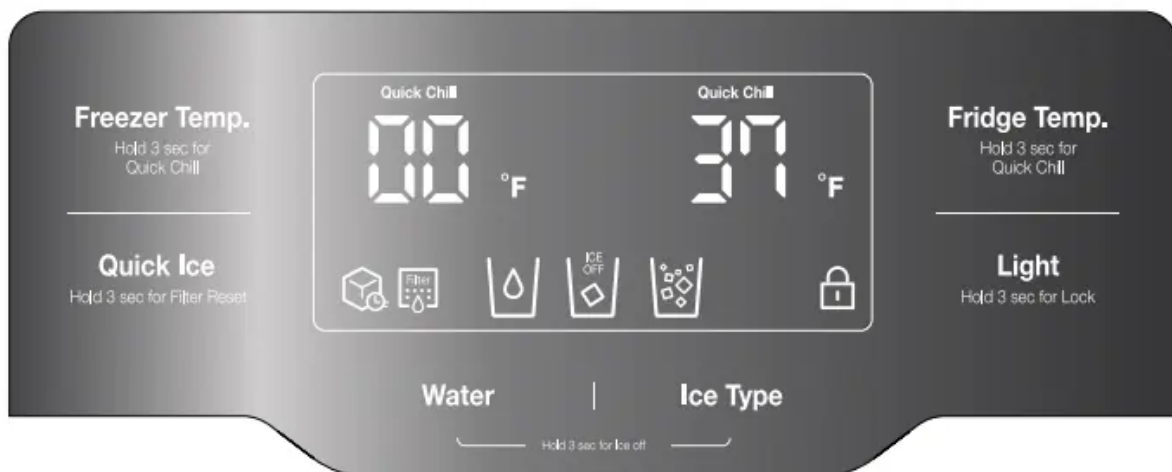 Freezer Temp.
Hold 3 sec for
Quick Chill
Quick Ice
Hold 3 sec for Filter Reset
Quick Chill
00 °F
Quick Chill
37 °F
Filter
ICE
OFF
Fridge Temp.
Hold 3 sec for
Quick Chill
Light
Hold 3 sec for Lock
Water | Ice Type
Hold 3 sec for Ice off